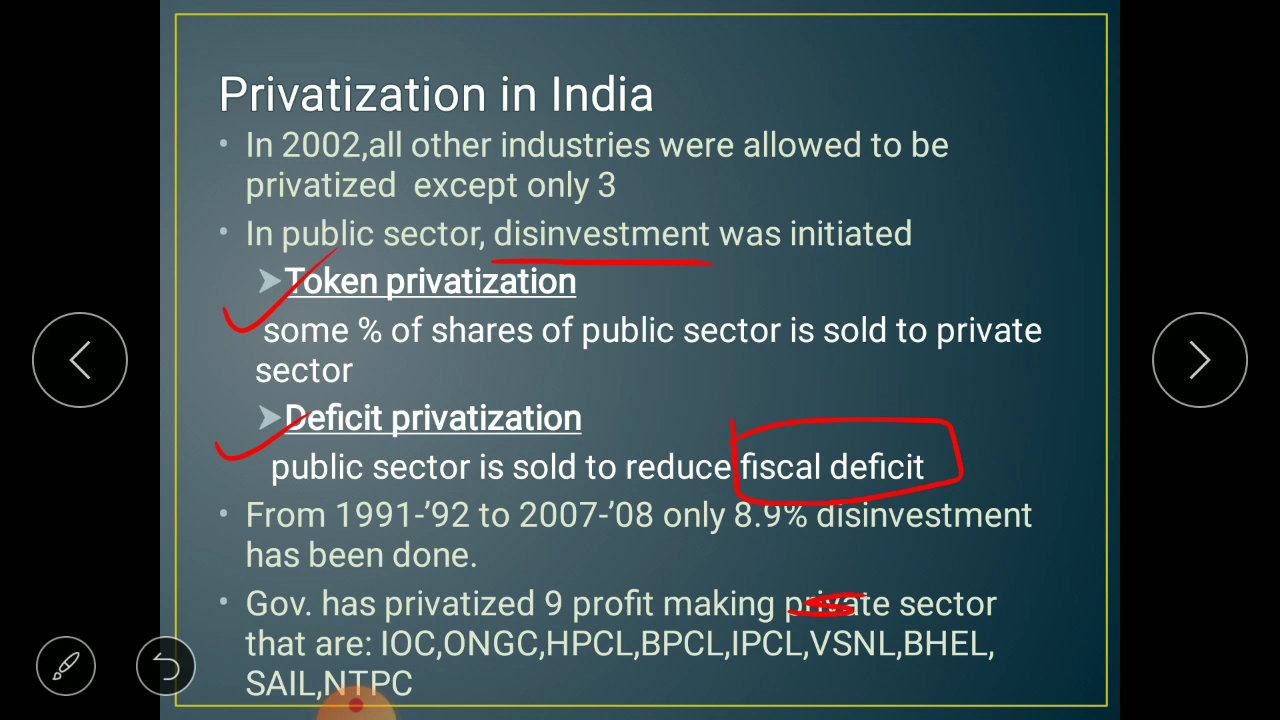 Privatization in India
• In 2002,all other industries were allowed to be
privatized except only 3
• In public sector, disinvestment was initiated
➤Token privatization
some % of shares of public sector is sold to private
sector
➤Deficit privatization
public sector is sold to reduce fiscal deficit
• From 1991-’92 to 2007-’08 only 8.9% disinvestment
has been done.
• Gov. has privatized 9 profit making private sector
that are: IOC,ONGC,HPCL,BPCL,IPCL,VSNL,BHEL,
SAIL,NTPC